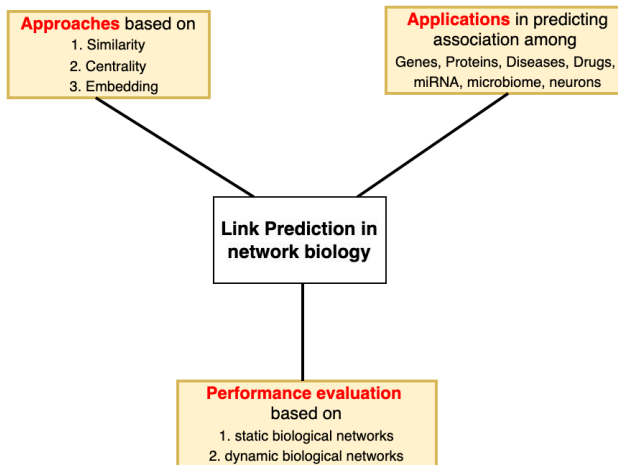 Approaches based on
1. Similarity
2. Centrality
3. Embedding
Applications in predicting
association among
Genes, Proteins, Diseases, Drugs,
miRNA, microbiome, neurons
Link Prediction in
network biology
Performance evaluation
based on
1. static biological networks
2. dynamic biological networks